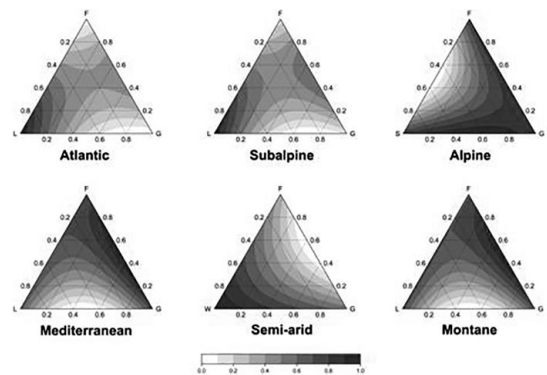 F F F
0.2 0.8 0.2 0.8 0.2 0.8
0.4 0.6 0.4 0.6 0.4 0.6
0.6 0.4 0.6 0.4 0.6 0.4
0.8 0.2 0.8 0.2 0.8 0.2
L G L G S G
0.2 0.4 0.6 0.8 0.2 0.4 0.6 0.8 0.2 0.4 0.6 0.8
Atlantic Subalpine Alpine
F F F
0.2 0.8 0.2 0.8 0.2 0.8
0.4 0.6 0.4 0.6 0.4 0.6
0.6 0.4 0.6 0.4 0.6 0.4
0.8 0.2 0.8 0.2 0.8 0.2
L G W G L G
0.2 0.4 0.6 0.8 0.2 0.4 0.6 0.8 0.2 0.4 0.6 0.8
Mediterranean Semi-arid Montane
0.0 0.2 0.4 0.6 0.8 1.0